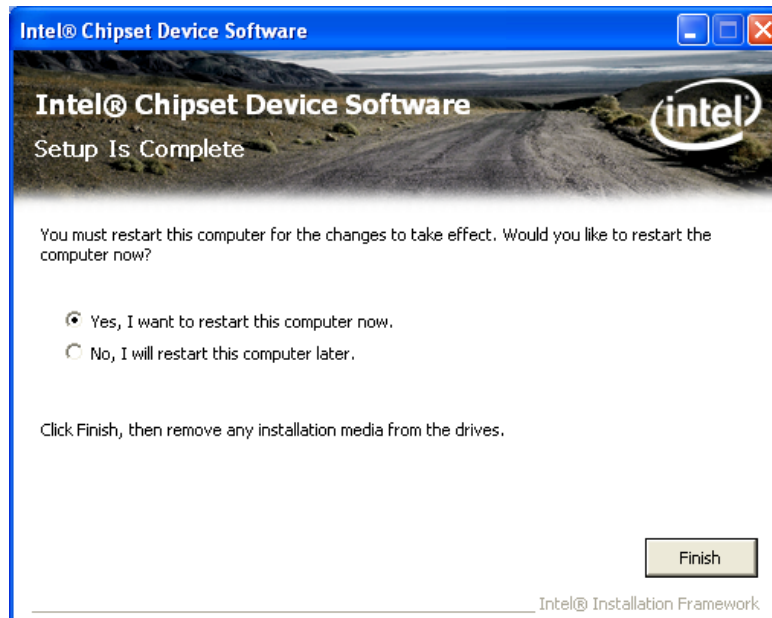 Intel® Chipset Device Software
Intel® Chipset Device Software
intel
Setup Is Complete
You must restart this computer for the changes to take effect. Would you like to restart the
computer now?
Yes, I want to restart this computer now.
No, I will restart this computer later.
Click Finish, then remove any installation media from the drives.
Finish
Intel® Installation Framework